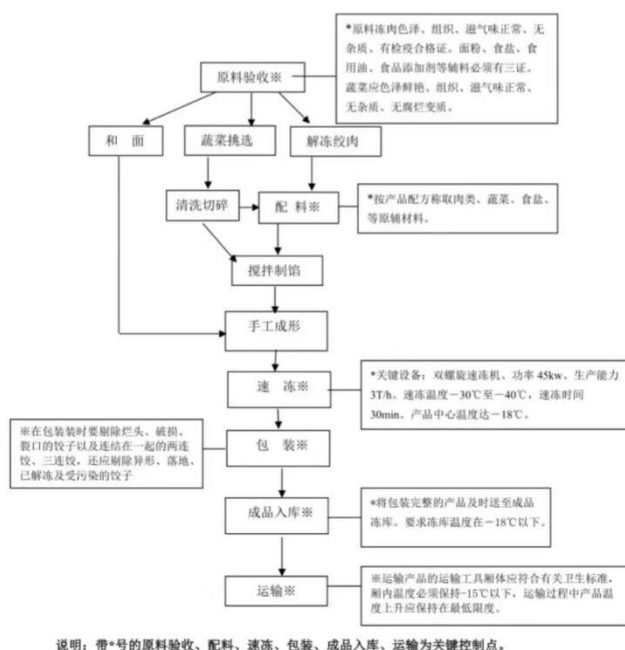 *原料冻肉色泽、组织、滋气味正常、无
杂质、有检疫合格证。面粉、食盐、食
用油、食品添加剂等辅料必须有三证。
蔬菜应色泽鲜艳、组织、滋气味正常、
无杂质、无腐烂变质。
原料验收※
和 面
蔬菜挑选
解冻绞肉
清洗切碎
配 料※
*按产品配方称取肉类、蔬菜、食盐、
等原辅材料。
搅拌制馅
手工成形
速 冻※
*关键设备：双螺旋速冻机、功率 45kw、生产能力
3T/h。速冻温度－30℃至－40℃，速冻时间
30min。产品中心温度达－18℃。
※在包装装时要剔除烂头、破损、
裂口的饺子以及连结在一起的两连
饺、三连饺，还应剔除异形、落地、
已解冻及受污染的饺子
包 装※
成品入库※
*将包装完整的产品及时送至成品
冻库。要求冻库温度在－18℃以下。
运输※
※运输产品的运输工具厢体应符合有关卫生标准，
厢内温度必须保持-15℃以下，运输过程中产品温
度上升应保持在最低限度。
说明：带*号的原料验收、配料、速冻、包装、成品入库、运输为关键控制点。